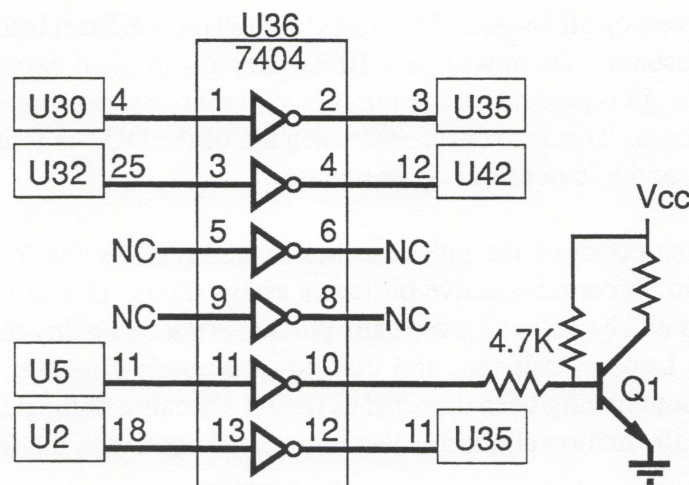 U36
7404
U30 4 1 2 3 U35
U32 25 3 4 12 U42
Vcc
NC 5 6 NC
NC 9 8 NC
4.7K
U5 11 11 10
Q1
U2 18 13 12 11 U35